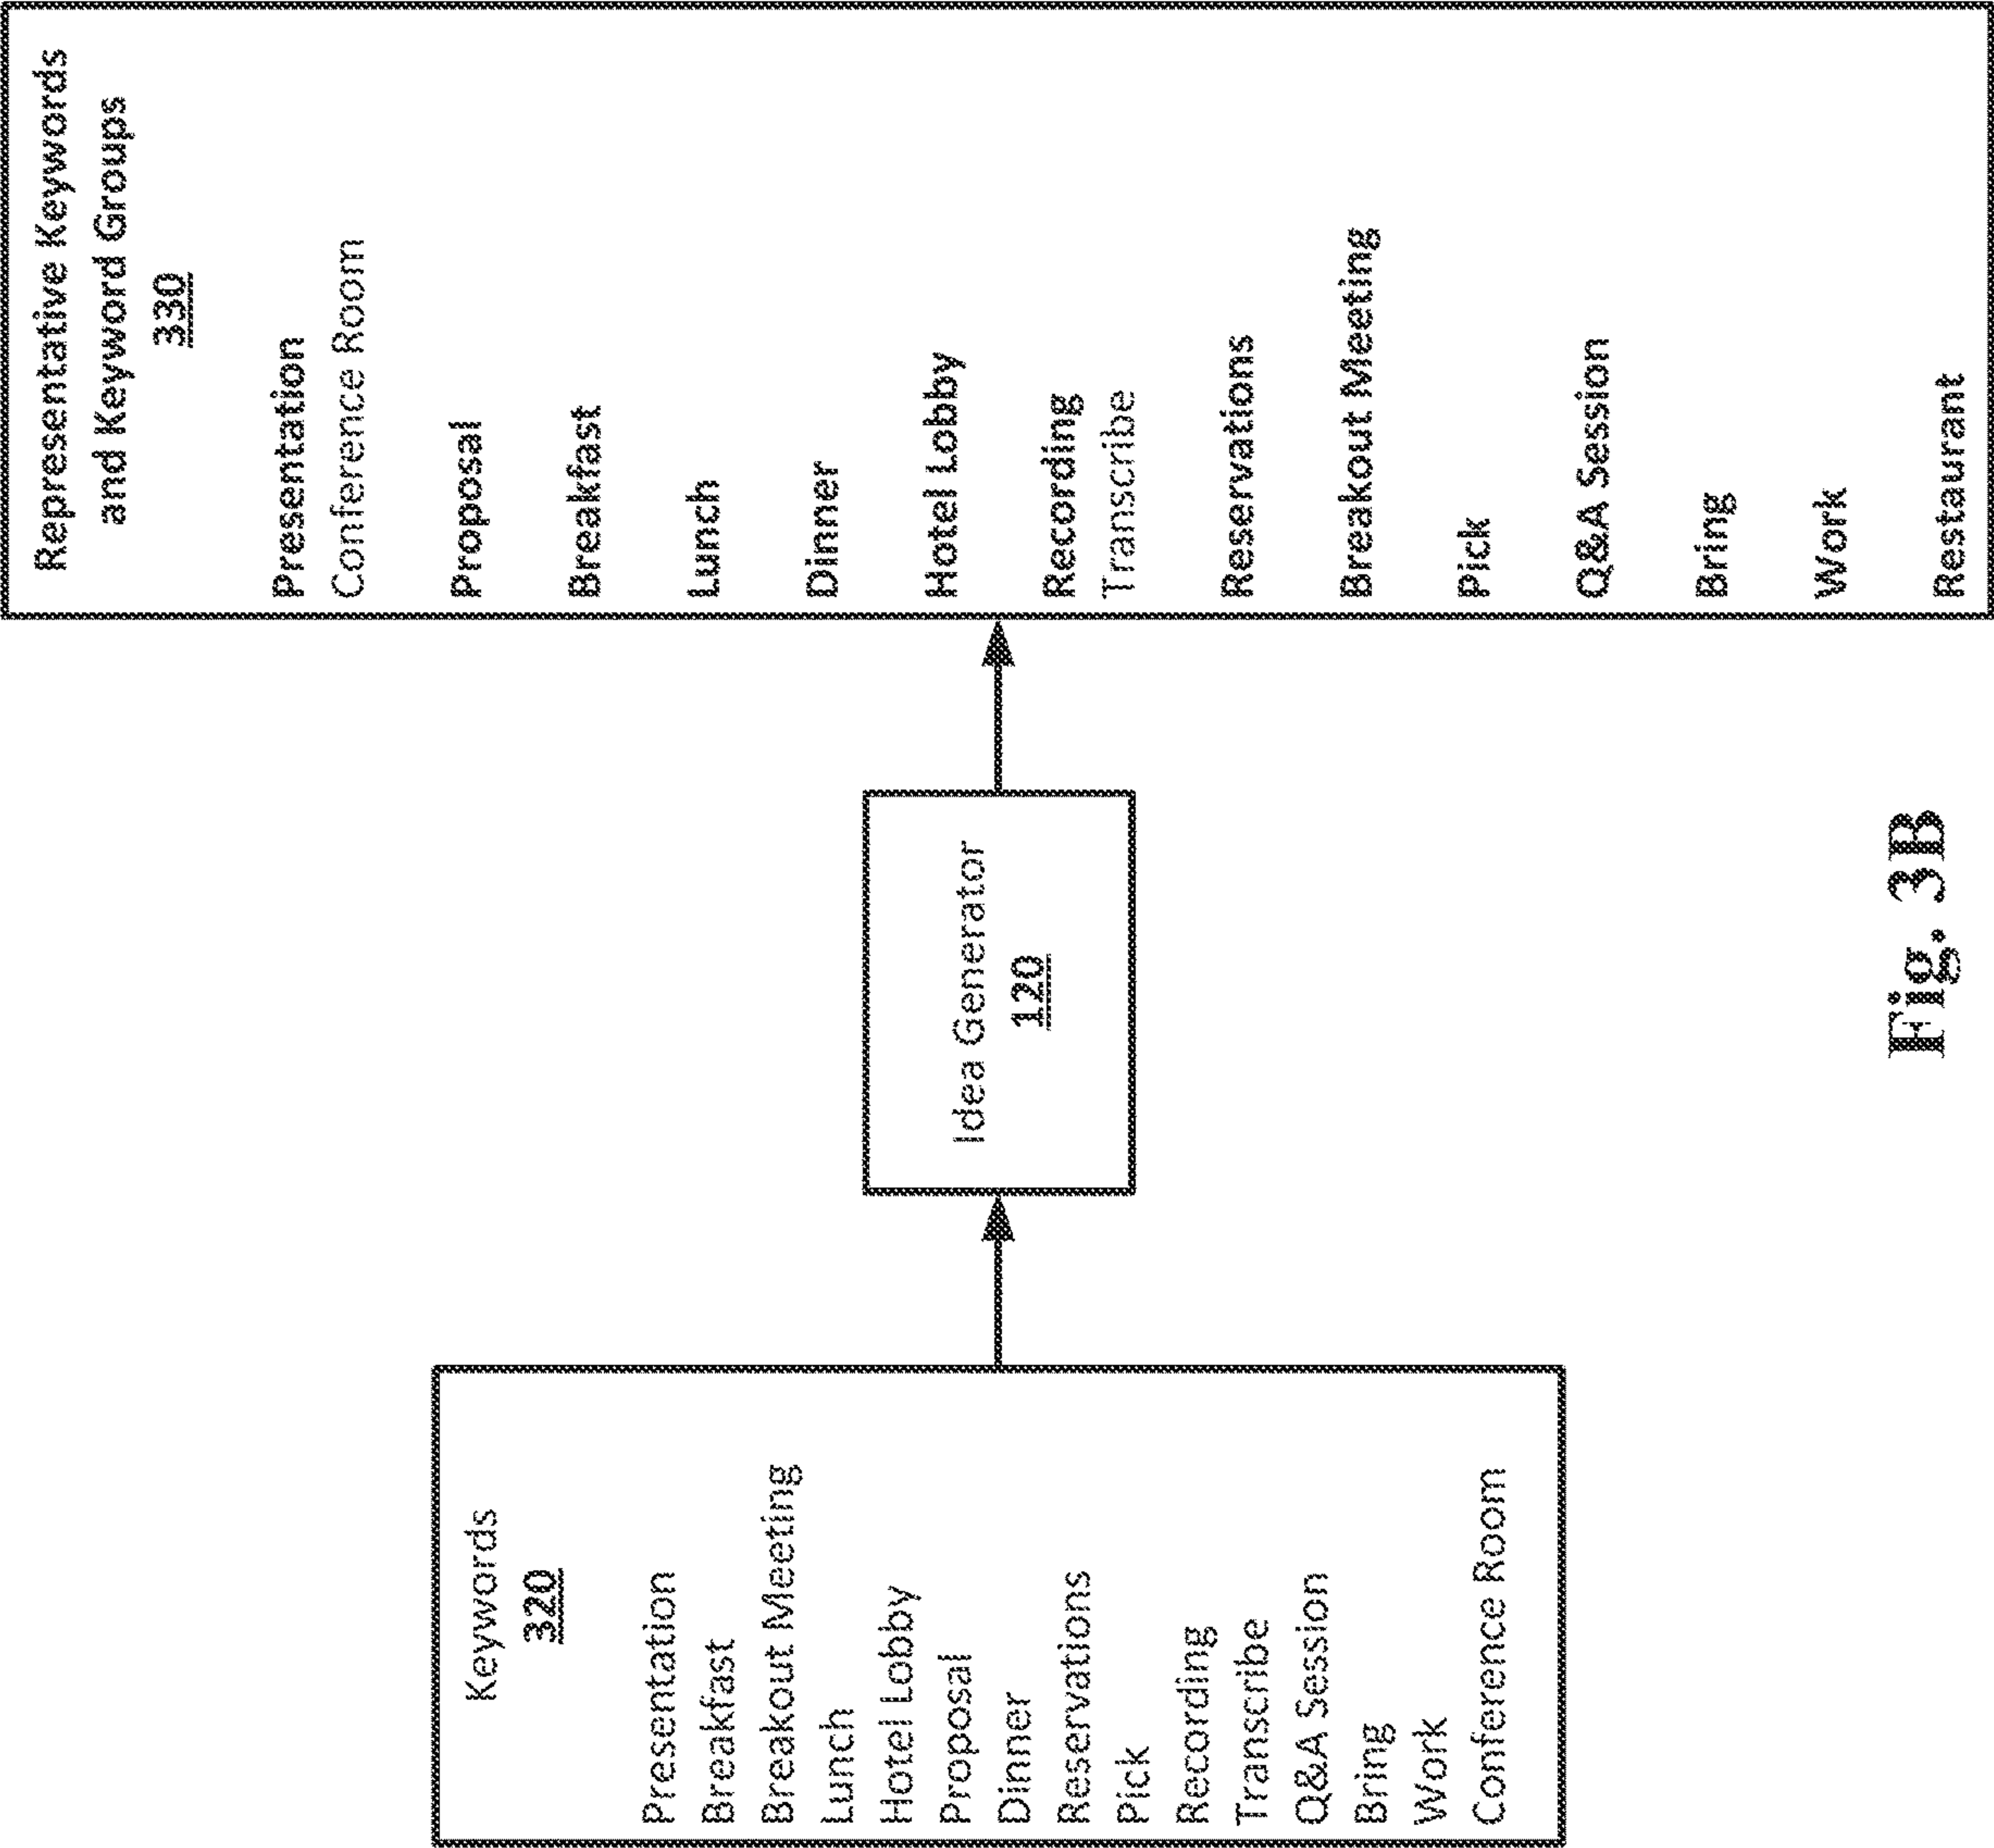 Keywords
320
Presentation
Breakfast
Breakout Meeting
Lunch
Hotel Lobby
Proposal
Dinner
Reservations
Pick
Recording
Transcribe
Q&A Session
Bring
Work
Conference Room
Idea Generator
120
Representative Keywords
and Keyword Groups
330
Presentation
Conference Room
Proposal
Breakfast
Lunch
Dinner
Hotel Lobby
Recording
Transcribe
Reservations
Breakout Meeting
Pick
Q&A Session
Bring
Work
Restaurant
Fig. 3B